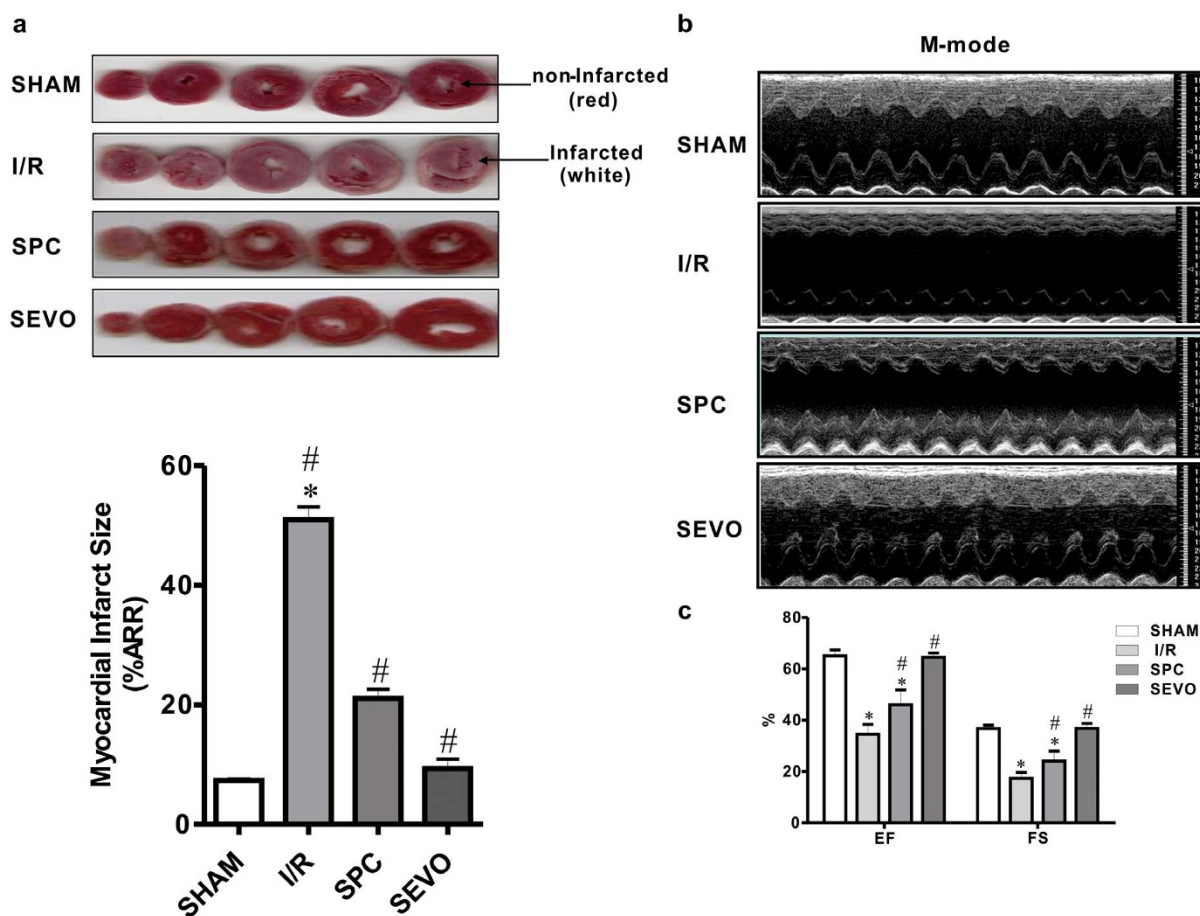 a
SHAM
non-Infarcted
(red)
I/R
Infarcted
(white)
SPC
SEVO
60
40
20
0
Myocardial Infarct Size
(%ARR)
#
*
#
#
SHAM
I/R
SPC
SEVO
b
M-mode
SHAM
I/R
SPC
SEVO
c
80
60
40
20
0
%
*
#
*
#
*
#
*
#
EF
FS
SHAM
I/R
SPC
SEVO